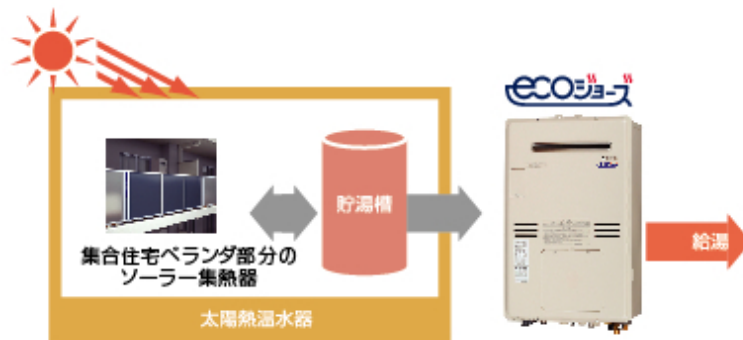 ecoジョーズ
貯湯槽
給湯
集合住宅ベランダ部分の
ソーラー集熱器
太陽熱温水器